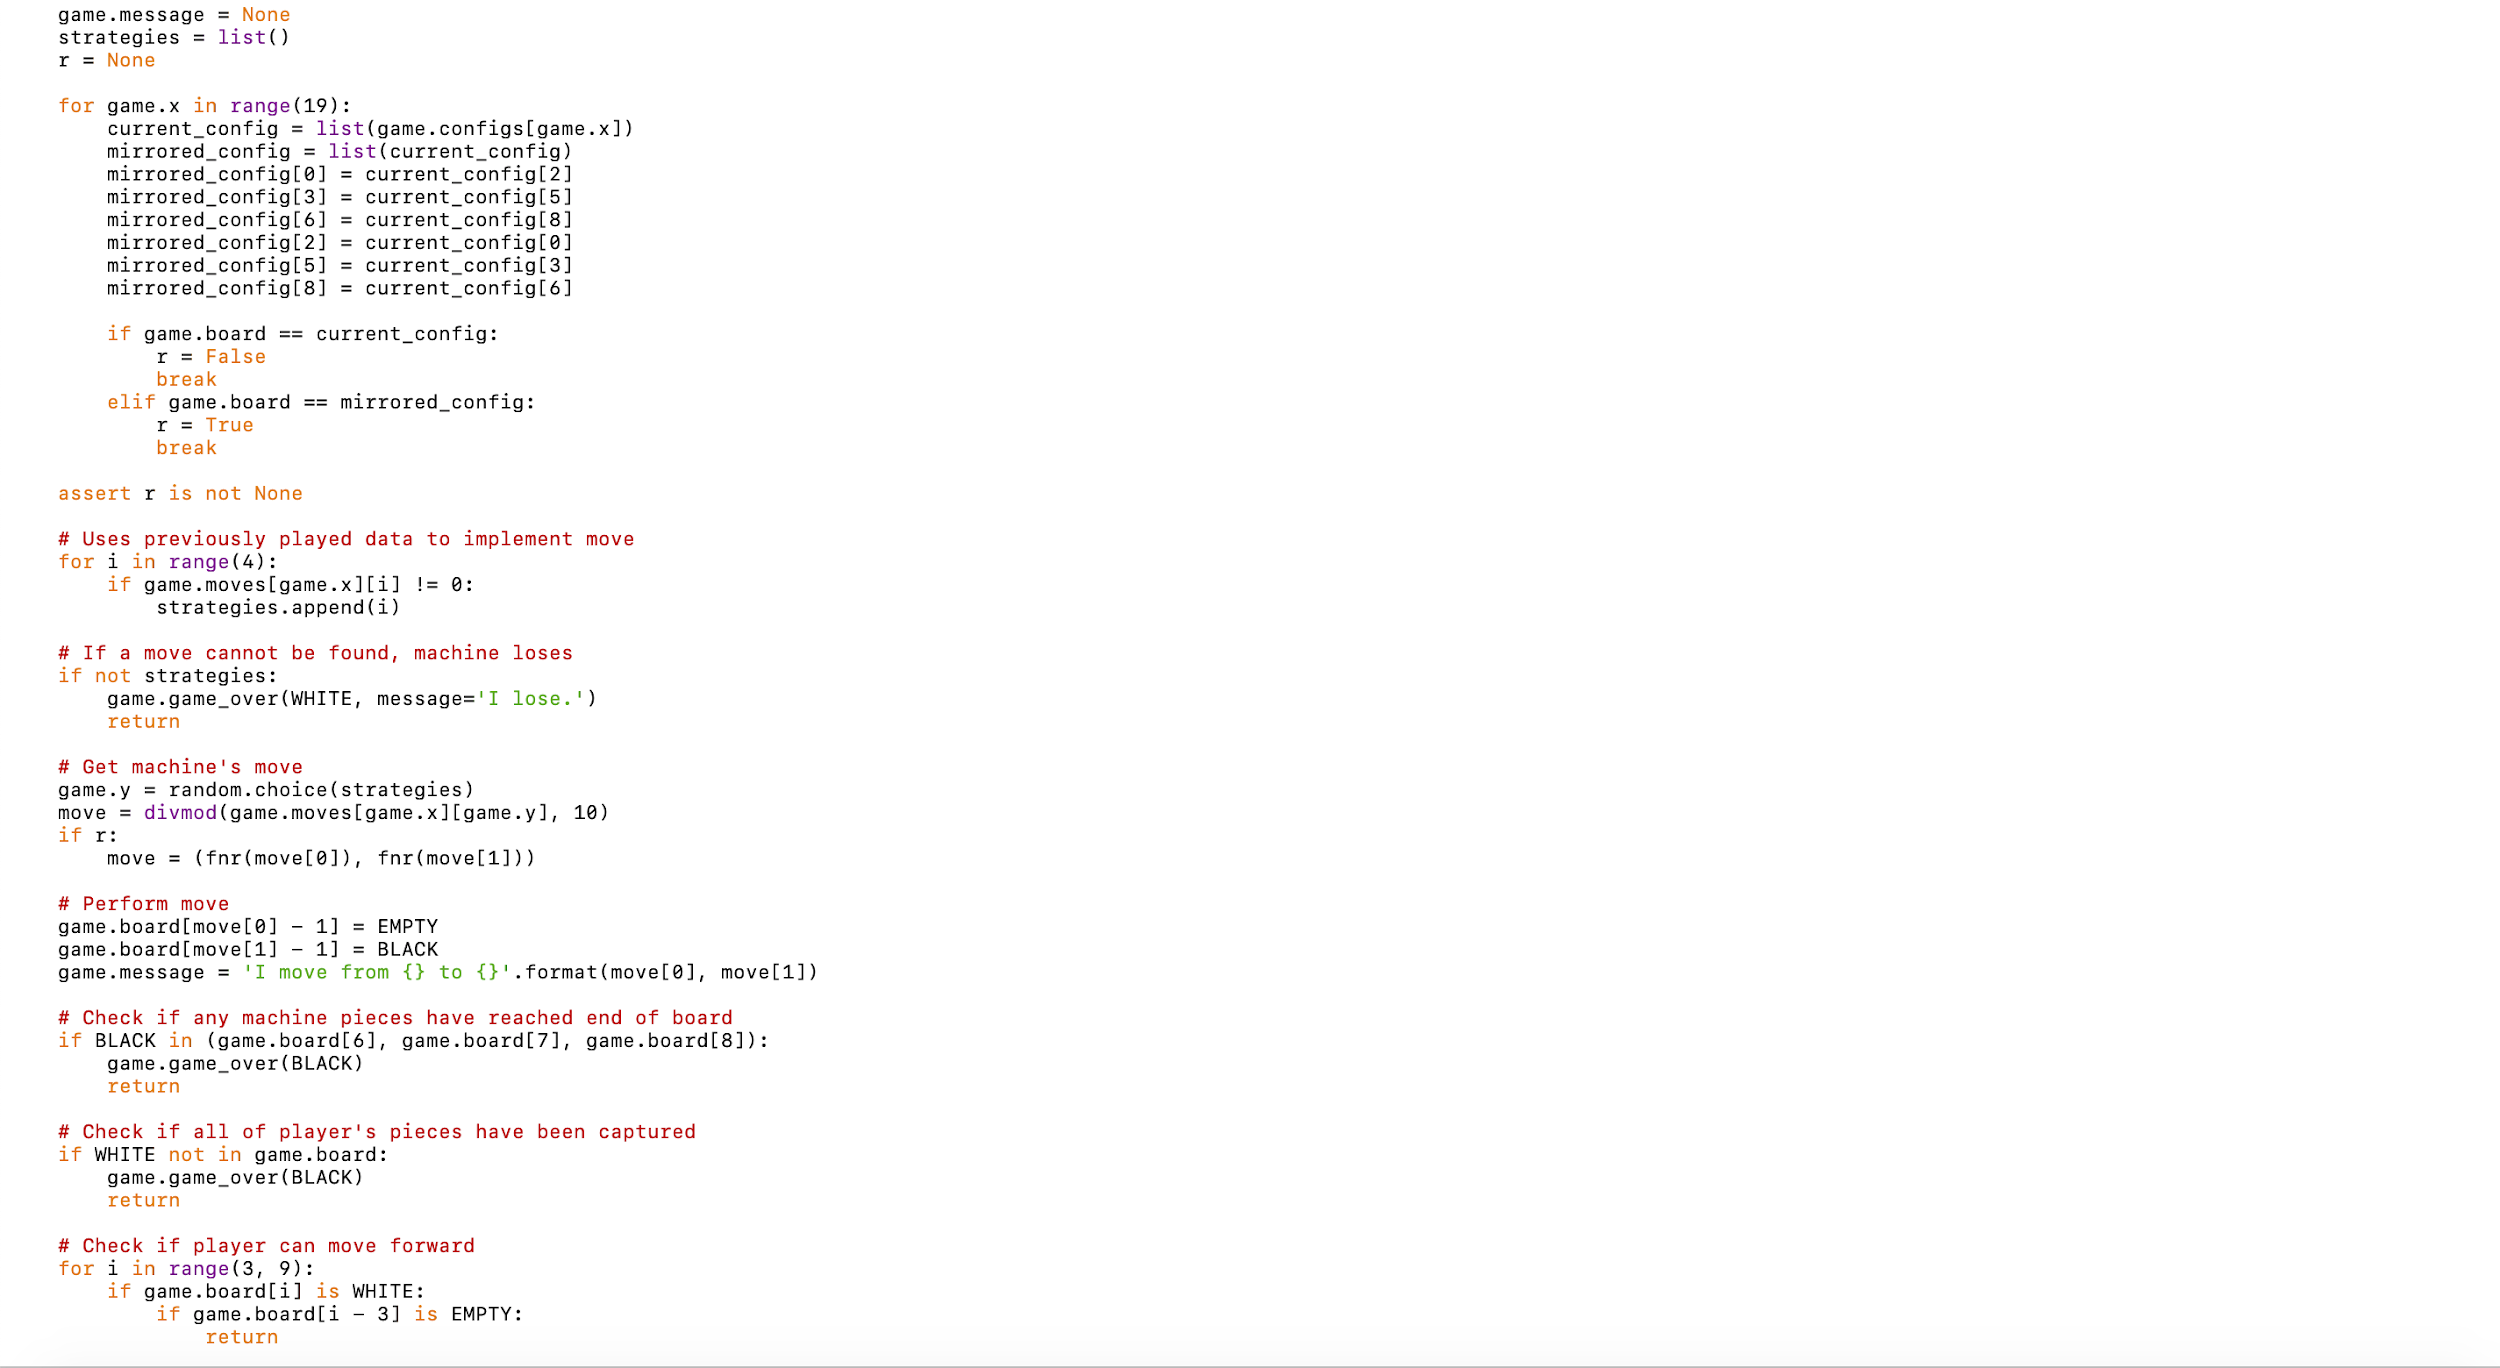 game.message = None
strategies = list()
r = None
for game.x in range(19):
current_config = list(game.configs[game.x])
mirrored_config = list(current_config)
mirrored_config[0] = current_config[2]
mirrored_config[3] = current_config[5]
mirrored_config[6] = current_config[8]
mirrored_config[2] = current_config[0]
mirrored_config[5] = current_config[3]
mirrored_config[8] = current_config[6]
if game.board == current_config:
r = False
break
elif game.board == mirrored_config:
r = True
break
assert r is not None
# Uses previously played data to implement move
for i in range(4):
if game.moves[game.x][i] != 0:
strategies.append(i)
# If a move cannot be found, machine loses
if not strategies:
game.game_over(WHITE, message='I lose.')
return
# Get machine's move
game.y = random.choice(strategies)
move = divmod(game.moves[game.x][game.y], 10)
if r:
move = (fnr(move[0]), fnr(move[1]))
# Perform move
game.board[move[0] - 1] = EMPTY
game.board[move[1] - 1] = BLACK
game.message = 'I move from {} to {}'.format(move[0], move[1])
# Check if any machine pieces have reached end of board
if BLACK in (game.board[6], game.board[7], game.board[8]):
game.game_over(BLACK)
return
# Check if all of player's pieces have been captured
if WHITE not in game.board:
game.game_over(BLACK)
return
# Check if player can move forward
for i in range(3, 9):
if game.board[i] is WHITE:
if game.board[i - 3] is EMPTY:
return